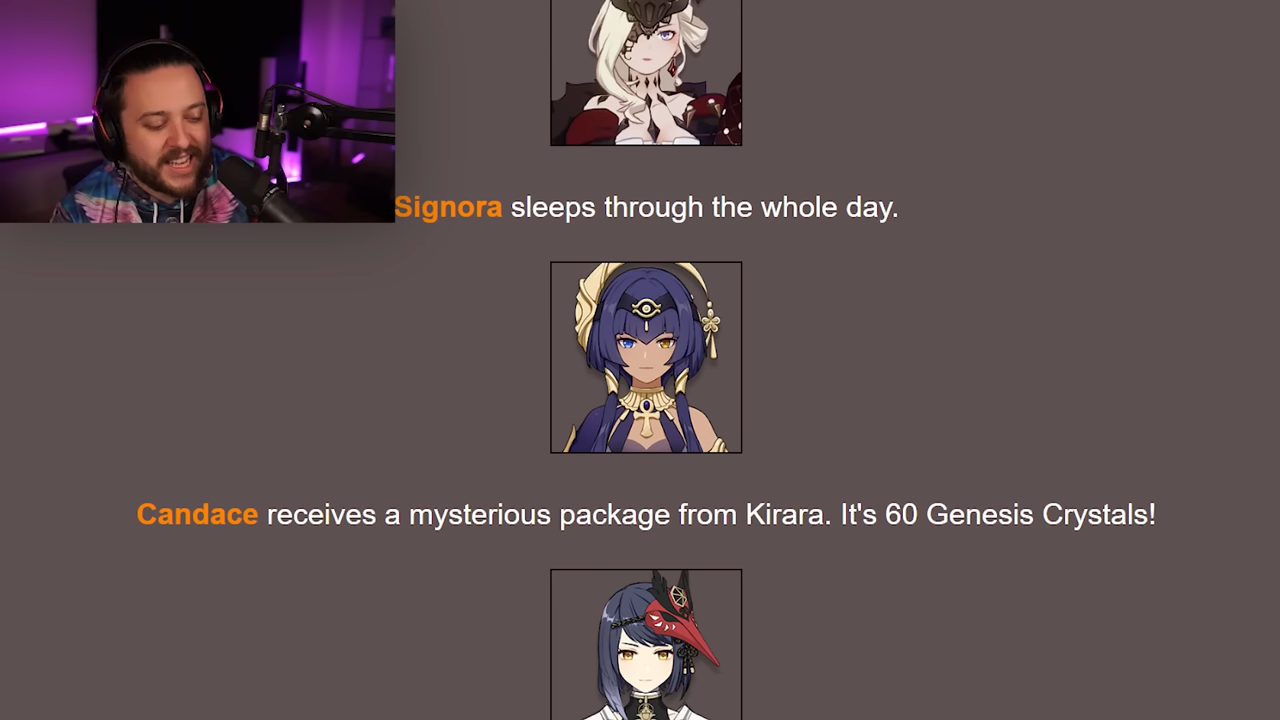 Signora sleeps through the whole day.
Candace receives a mysterious package from Kirara. It's 60 Genesis Crystals!